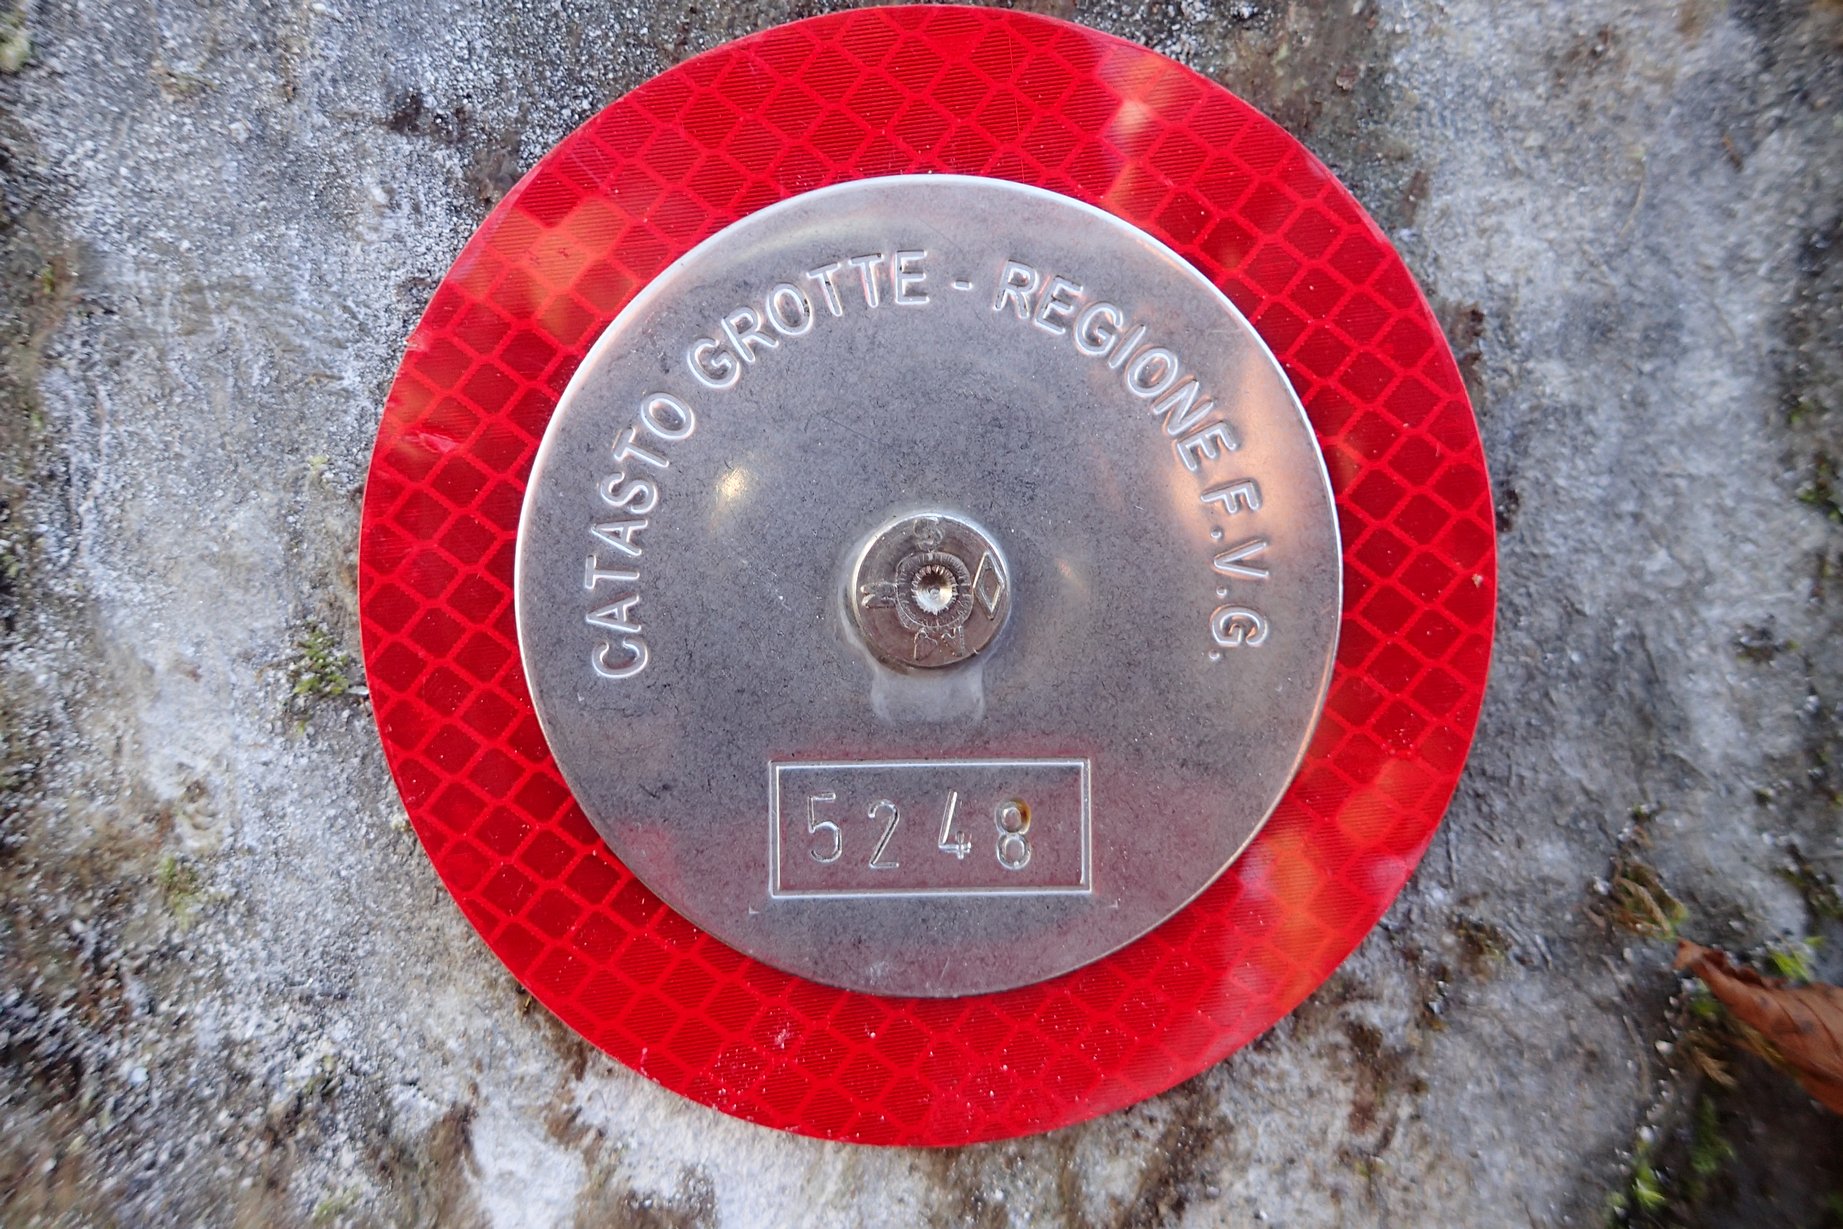 CATASTO GROTTE - REGIONE F.V.G.
5248